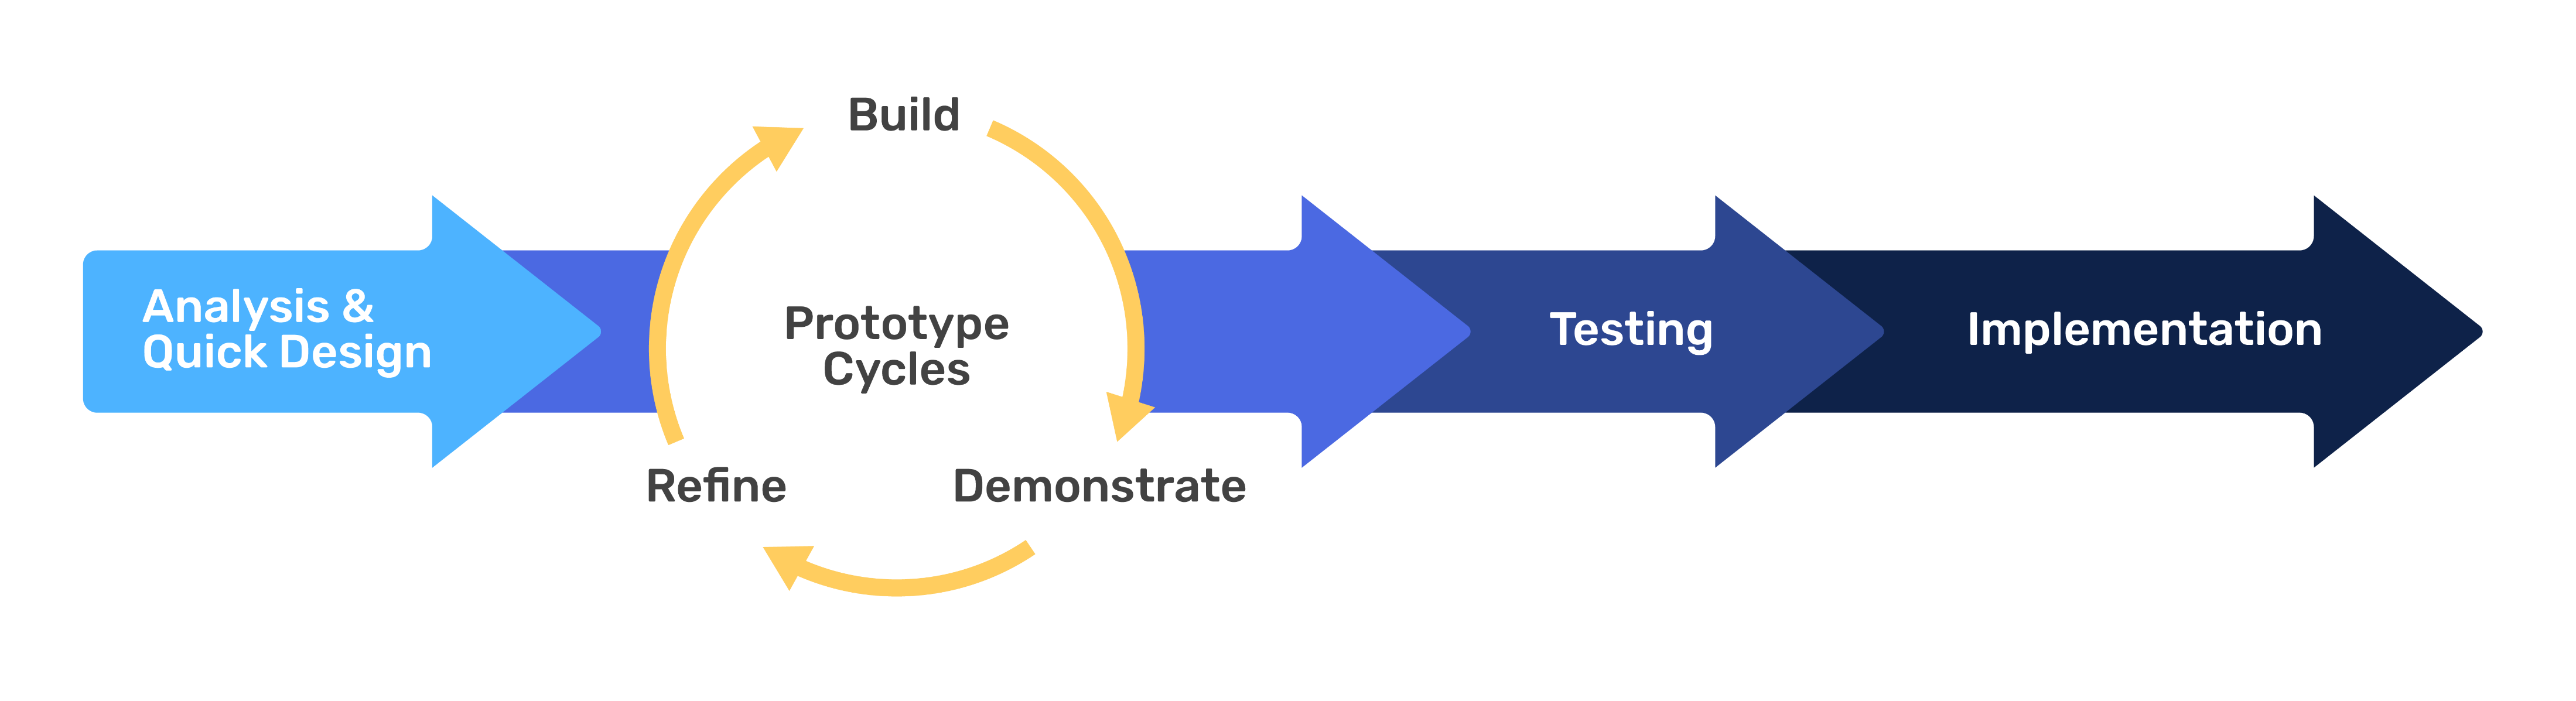 Build
Analysis &
Quick Design
Prototype
Cycles
Testing
Implementation
Refine
Demonstrate